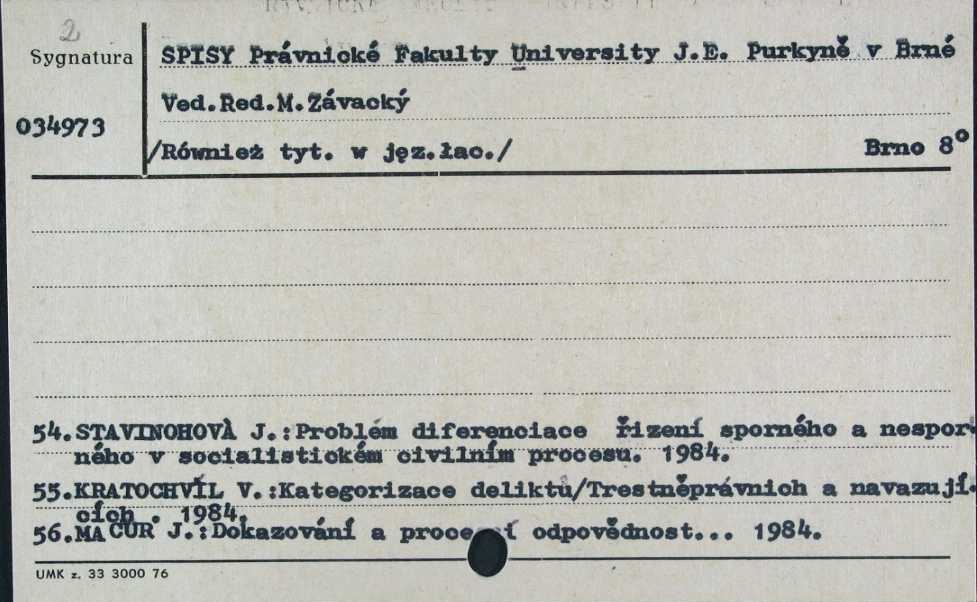 2
Sygnatura
SPISY Právnické Fakulty University J.E. Purkyně v Brně
Ved.Red.M.Závacký
034973
/Również tyt. w jęz.łac./ Brno 8°
54.STAVINOHOVÀ J.:Problém diferenciace řizení sporného a nespor-
ného v socialistickém civilním procesu. 1984.
55.KRATOCHVÍL V.:Kategorizace deliktů/Trestněprávnich a navazují-
cích . 1984.
56.MACUR J.:Dokazování a proce í odpovědnost... 1984.
UMK z. 33 3000 76